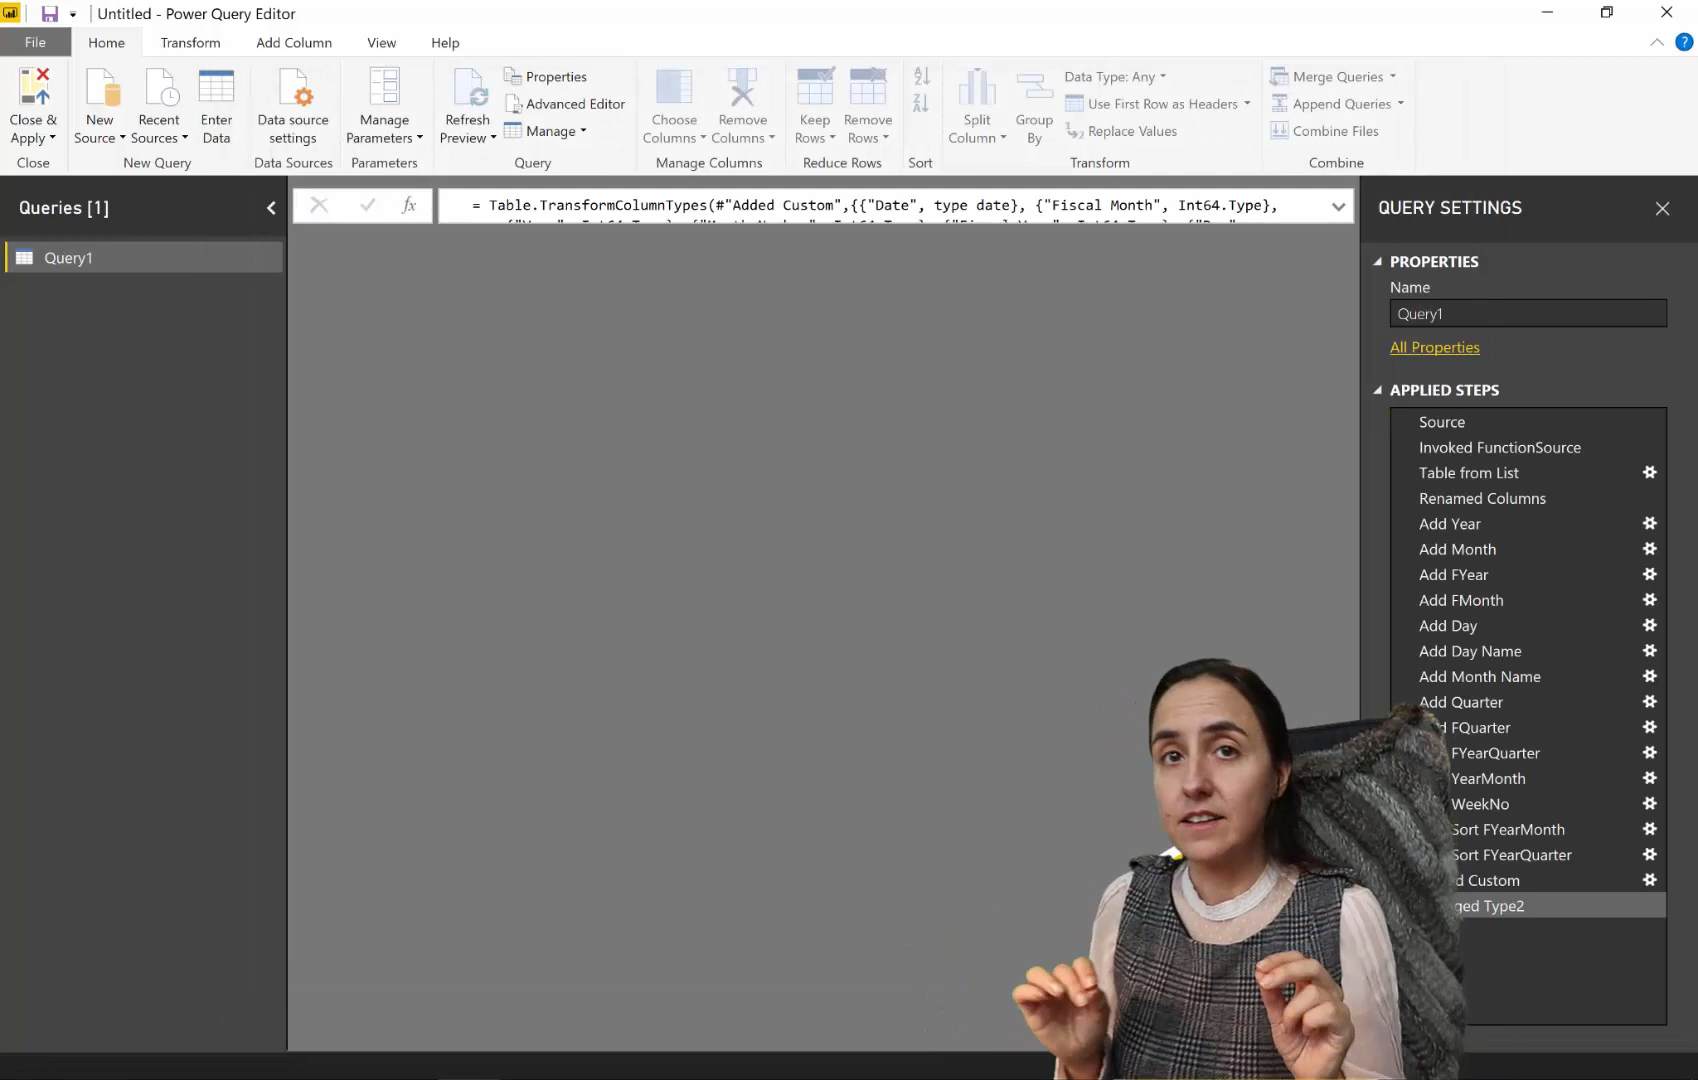 Untitled - Power Query Editor
File Home Transform Add Column View Help
Close & Apply
Close
New Source
Recent Sources
Enter Data
New Query
Data source settings
Data Sources
Manage Parameters
Parameters
Refresh Preview
Properties
Advanced Editor
Manage
Query
Choose Columns
Remove Columns
Manage Columns
Keep Rows
Remove Rows
Reduce Rows
Sort
Split Column
Group By
Data Type: Any
Use First Row as Headers
Replace Values
Transform
Merge Queries
Append Queries
Combine Files
Combine
Queries [1]
Query1
fx
= Table.TransformColumnTypes(#"Added Custom",{{"Date", type date}, {"Fiscal Month", Int64.Type},
QUERY SETTINGS
PROPERTIES
Name
Query1
All Properties
APPLIED STEPS
Source
Invoked FunctionSource
Table from List
Renamed Columns
Add Year
Add Month
Add FYear
Add FMonth
Add Day
Add Day Name
Add Month Name
Add Quarter
FQuarter
FYearQuarter
YearMonth
WeekNo
Sort FYearMonth
Sort FYearQuarter
Custom
Type2